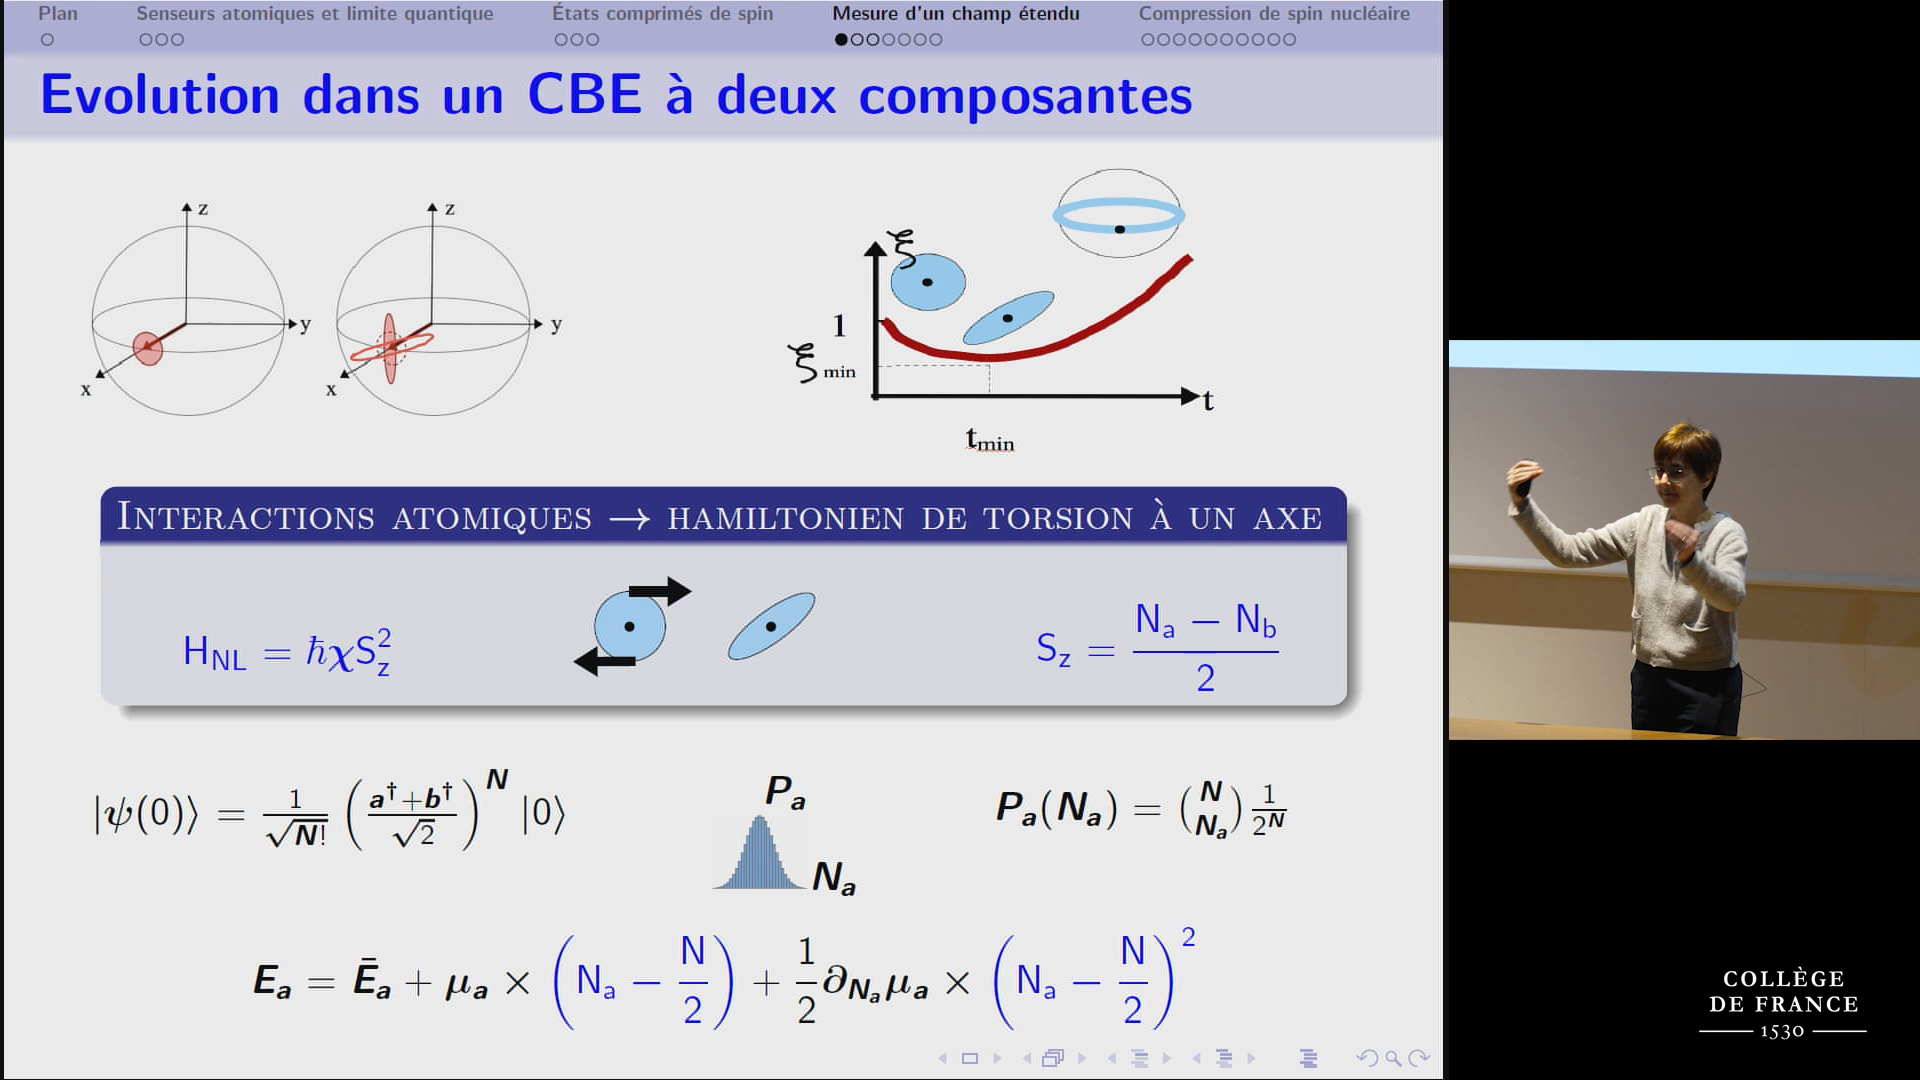 Plan Senseurs atomiques et limite quantique États comprimés de spin Mesure d'un champ étendu Compression de spin nucléaire
Evolution dans un CBE à deux composantes
z
y
x
z
y
x
ξ
1
ξ min
t
t_min
Interactions atomiques → hamiltonien de torsion à un axe
H_NL = ħχS_z^2
S_z = (N_a − N_b)/2
|ψ(0)⟩ = 1/√N! ((a† + b†)/√2)^N |0⟩
P_a
N_a
P_a(N_a) = (N N_a) 1/2^N
E_a = Ē_a + μ_a × (N_a − N/2) + 1/2 ∂_{N_a} μ_a × (N_a − N/2)^2
COLLÈGE
DE FRANCE
1530